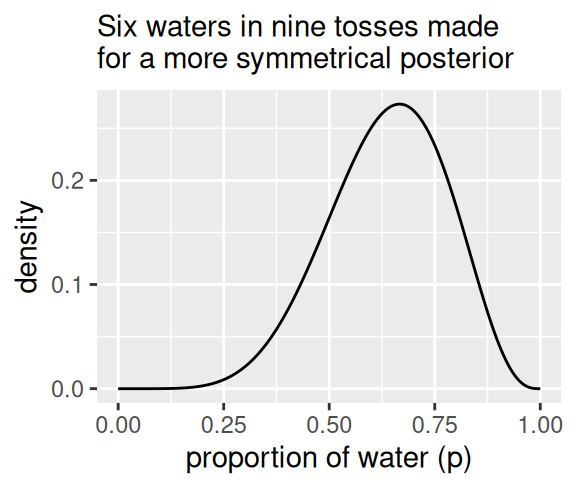 Six waters in nine tosses made
for a more symmetrical posterior
density
0.2
0.1
0.0
0.00 0.25 0.50 0.75 1.00
proportion of water (p)